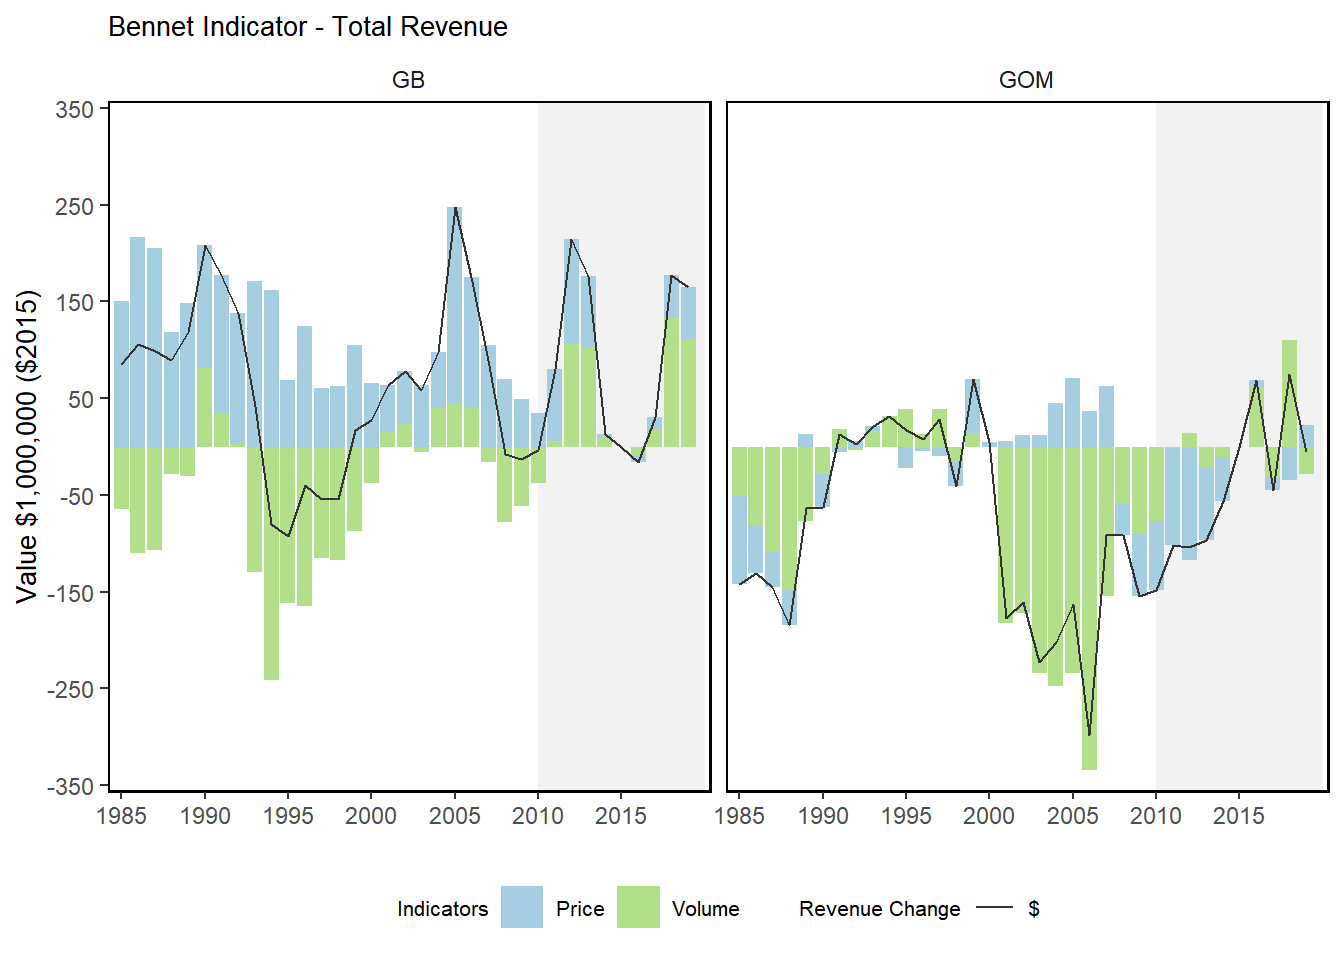 Bennet Indicator - Total Revenue
GB
GOM
Value $1,000,000 ($2015)
350
250
150
50
-50
-150
-250
-350
1985 1990 1995 2000 2005 2010 2015
1985 1990 1995 2000 2005 2010 2015
Indicators Price Volume Revenue Change $